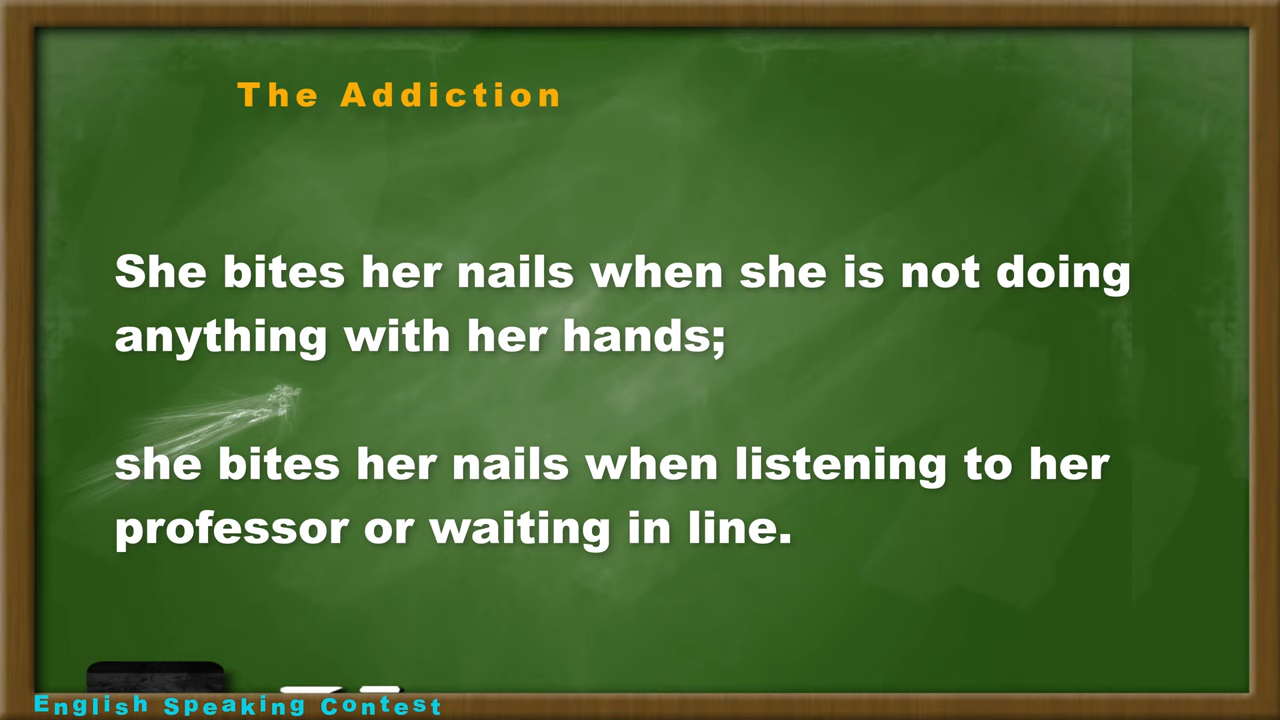 The Addiction
She bites her nails when she is not doing
anything with her hands;
she bites her nails when listening to her
professor or waiting in line.
English Speaking Contest